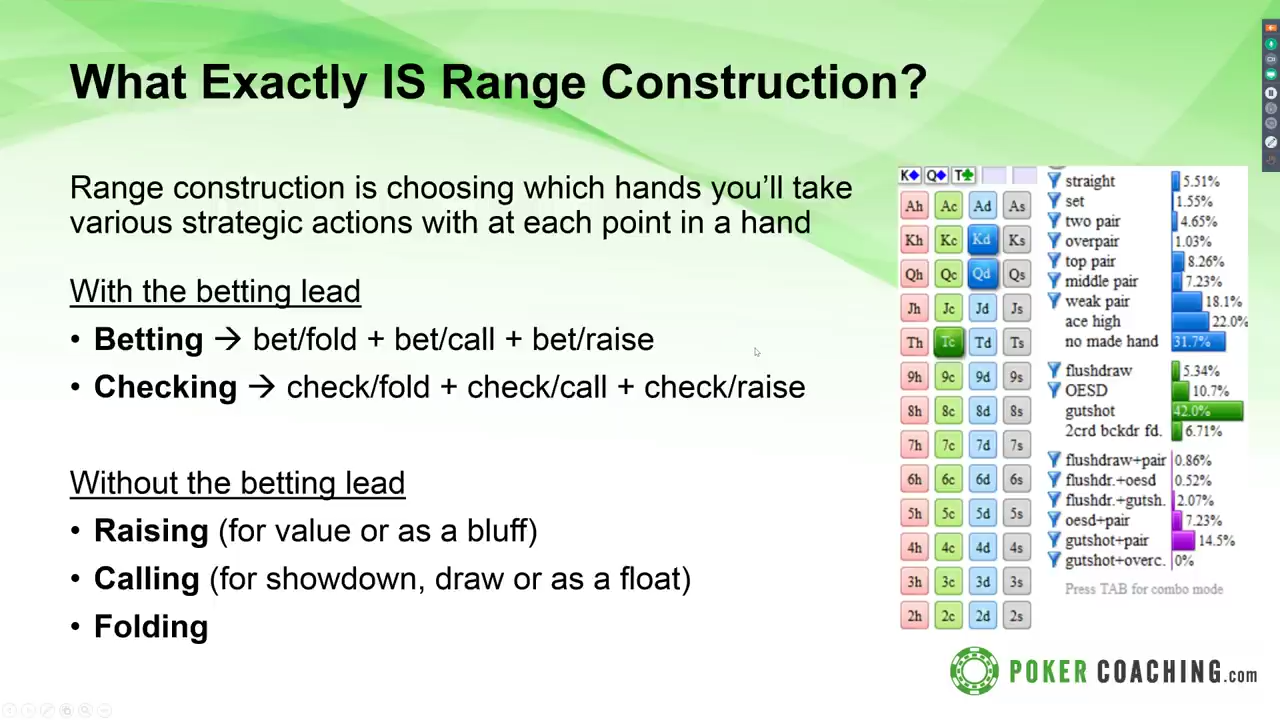 What Exactly IS Range Construction?
Range construction is choosing which hands you’ll take
various strategic actions with at each point in a hand
With the betting lead
• Betting → bet/fold + bet/call + bet/raise
• Checking → check/fold + check/call + check/raise
Without the betting lead
• Raising (for value or as a bluff)
• Calling (for showdown, draw or as a float)
• Folding
K♦ Q♦ T♣
Ah Ac Ad As
Kh Kc Kd Ks
Qh Qc Qd Qs
Jh Jc Jd Js
Th Tc Td Ts
9h 9c 9d 9s
8h 8c 8d 8s
7h 7c 7d 7s
6h 6c 6d 6s
5h 5c 5d 5s
4h 4c 4d 4s
3h 3c 3d 3s
2h 2c 2d 2s
straight 5.51%
set 1.55%
two pair 4.65%
overpair 1.03%
top pair 8.26%
middle pair 7.23%
weak pair 18.1%
ace high 22.0%
no made hand 31.7%
flushdraw 5.34%
OESD 10.7%
gutshot 42.0%
2crd bckdr fd. 6.71%
flushdraw+pair 0.86%
flushdr.+oesd 0.52%
flushdr.+gutsh. 2.07%
oesd+pair 7.23%
gutshot+pair 14.5%
gutshot+overc. 0%
Press TAB for combo mode
POKER COACHING.com